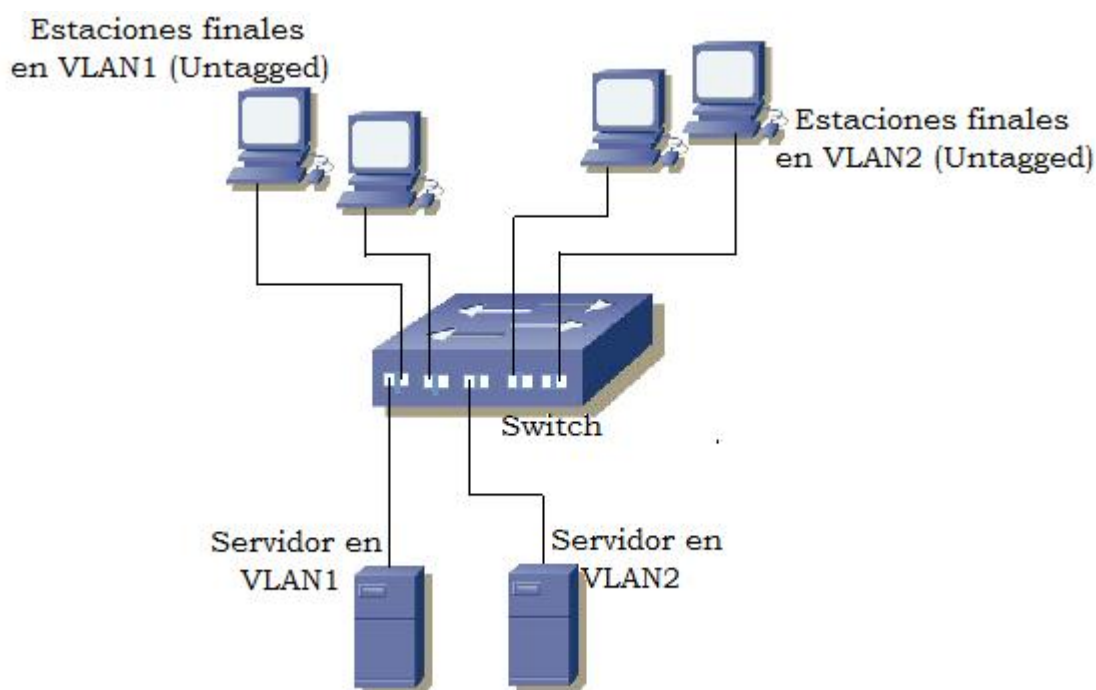 Estaciones finales
en VLAN1 (Untagged)
Estaciones finales
en VLAN2 (Untagged)
Switch
Servidor en
VLAN1
Servidor en
VLAN2